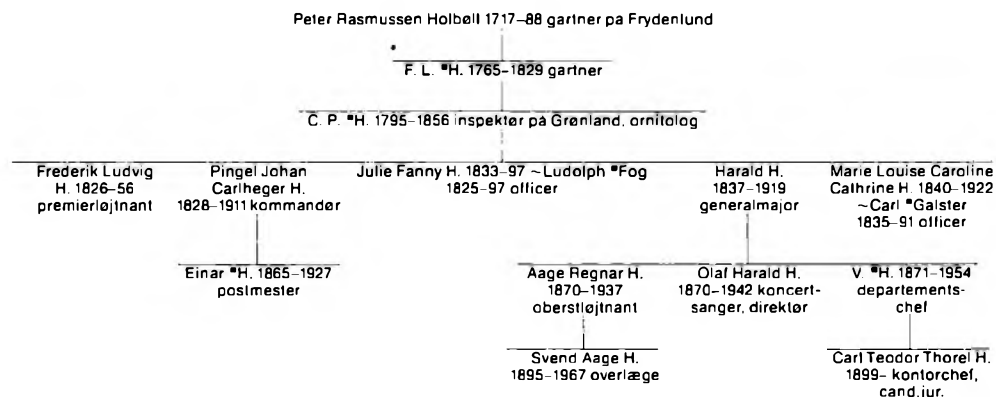 Peter Rasmussen Holbøll 1717–88 gartner på Frydenlund
F. L. *H. 1765–1829 gartner
C. P. *H. 1795–1856 inspektør på Grønland, ornitolog
Frederik Ludvig
H. 1826–56
premierløjtnant
Pingel Johan
Carlheger H.
1828–1911 kommandør
Julie Fanny H. 1833–97 ~Ludolph *Fog
1825–97 officer
Harald H.
1837–1919
generalmajor
Marie Louise Caroline
Cathrine H. 1840–1922
~Carl *Galster
1835–91 officer
Einar *H. 1865–1927
postmester
Aage Regnar H.
1870–1937
oberstløjtnant
Olaf Harald H.
1870–1942 koncert-
sanger, direktør
V. *H. 1871–1954
departements-
chef
Svend Aage H.
1895–1967 overlæge
Carl Teodor Thorel H.
1899– kontorchef,
cand.jur.